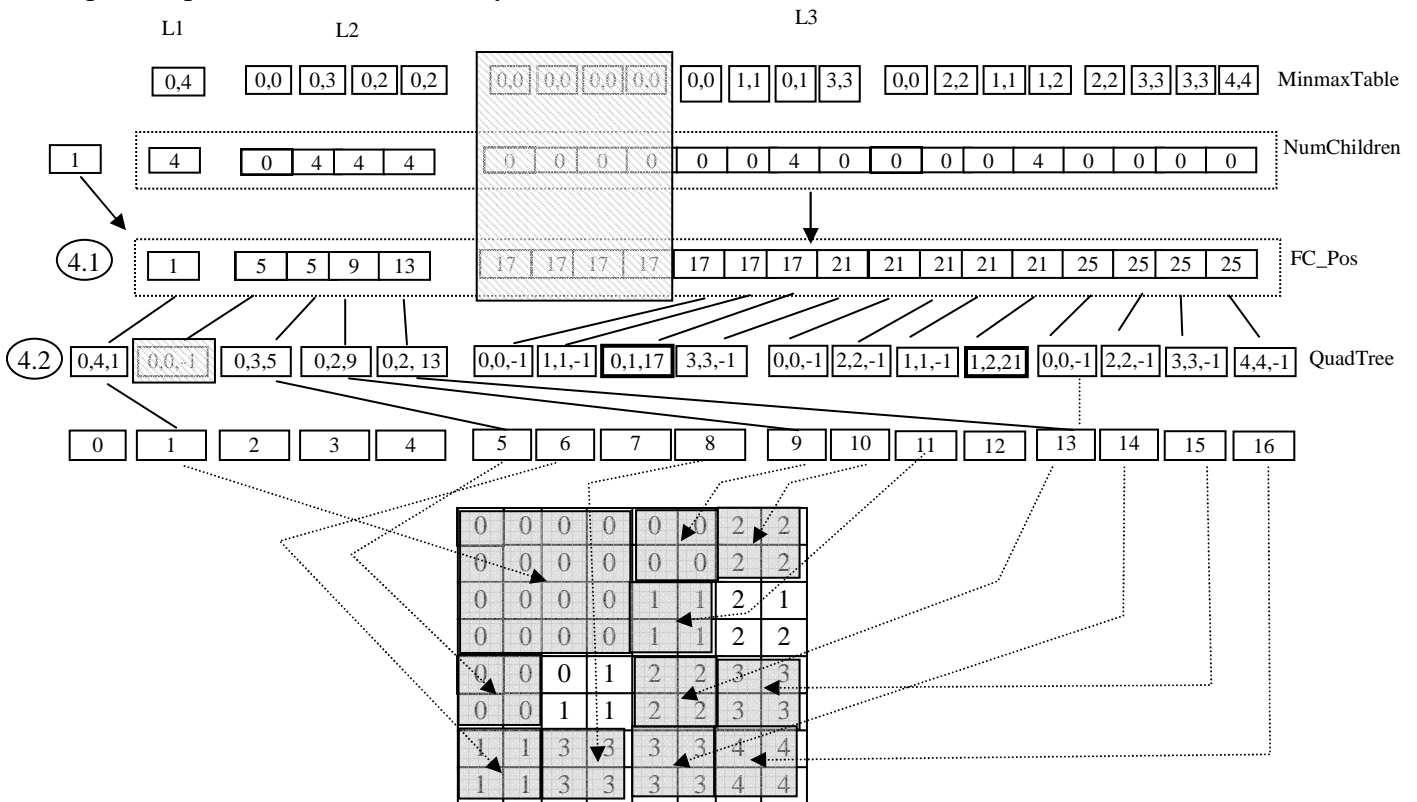 L1 L2 L3
0,4 0,0 0,3 0,2 0,2 0,0 0,0 0,0 0,0 0,0 1,1 0,1 3,3 0,0 2,2 1,1 1,2 2,2 3,3 3,3 4,4 MinmaxTable
1 4 0 4 4 4 0 0 0 0 0 0 4 0 0 0 0 4 0 0 0 0 NumChildren
4.1 1 5 5 9 13 17 17 17 17 17 17 17 21 21 21 21 21 25 25 25 25 FC_Pos
4.2 0,4,1 0,0,-1 0,3,5 0,2,9 0,2, 13 0,0,-1 1,1,-1 0,1,17 3,3,-1 0,0,-1 2,2,-1 1,1,-1 1,2,21 0,0,-1 2,2,-1 3,3,-1 4,4,-1 QuadTree
0 1 2 3 4 5 6 7 8 9 10 11 12 13 14 15 16
0 0 0 0 0 0 2 2
0 0 0 0 0 0 2 2
0 0 0 0 1 1 2 1
0 0 0 0 1 1 2 2
0 0 0 1 2 2 3 3
0 0 1 1 2 2 3 3
1 1 3 3 3 3 4 4
1 1 3 3 3 3 4 4